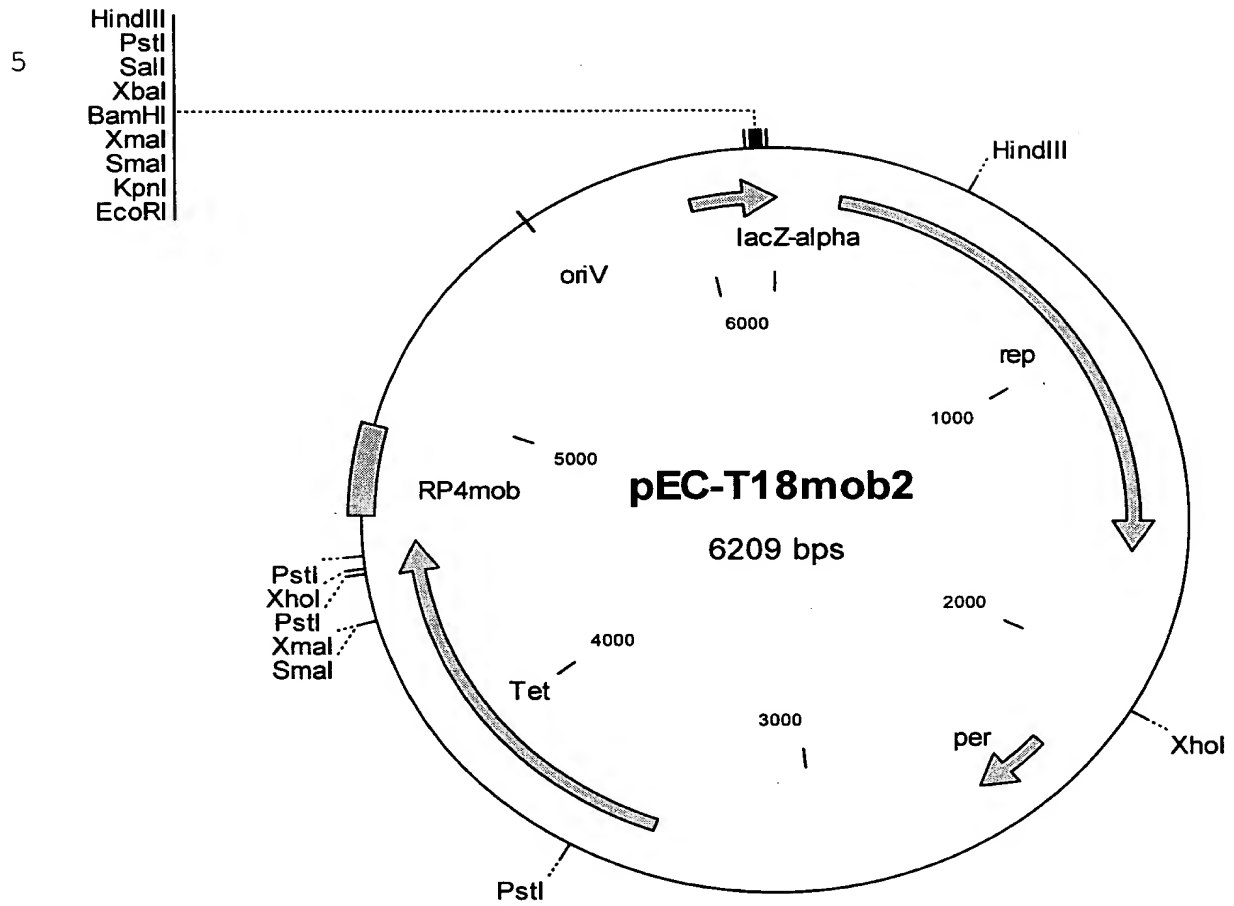 5
HindIII
PstI
SalI
XbaI
BamHI
XmaI
SmaI
KpnI
EcoRI
HindIII
lacZ-alpha
oriV
6000
rep
1000
5000
RP4mob
pEC-T18mob2
6209 bps
PstI
XhoI
PstI
XmaI
SmaI
2000
4000
Tet
3000
per
XhoI
PstI